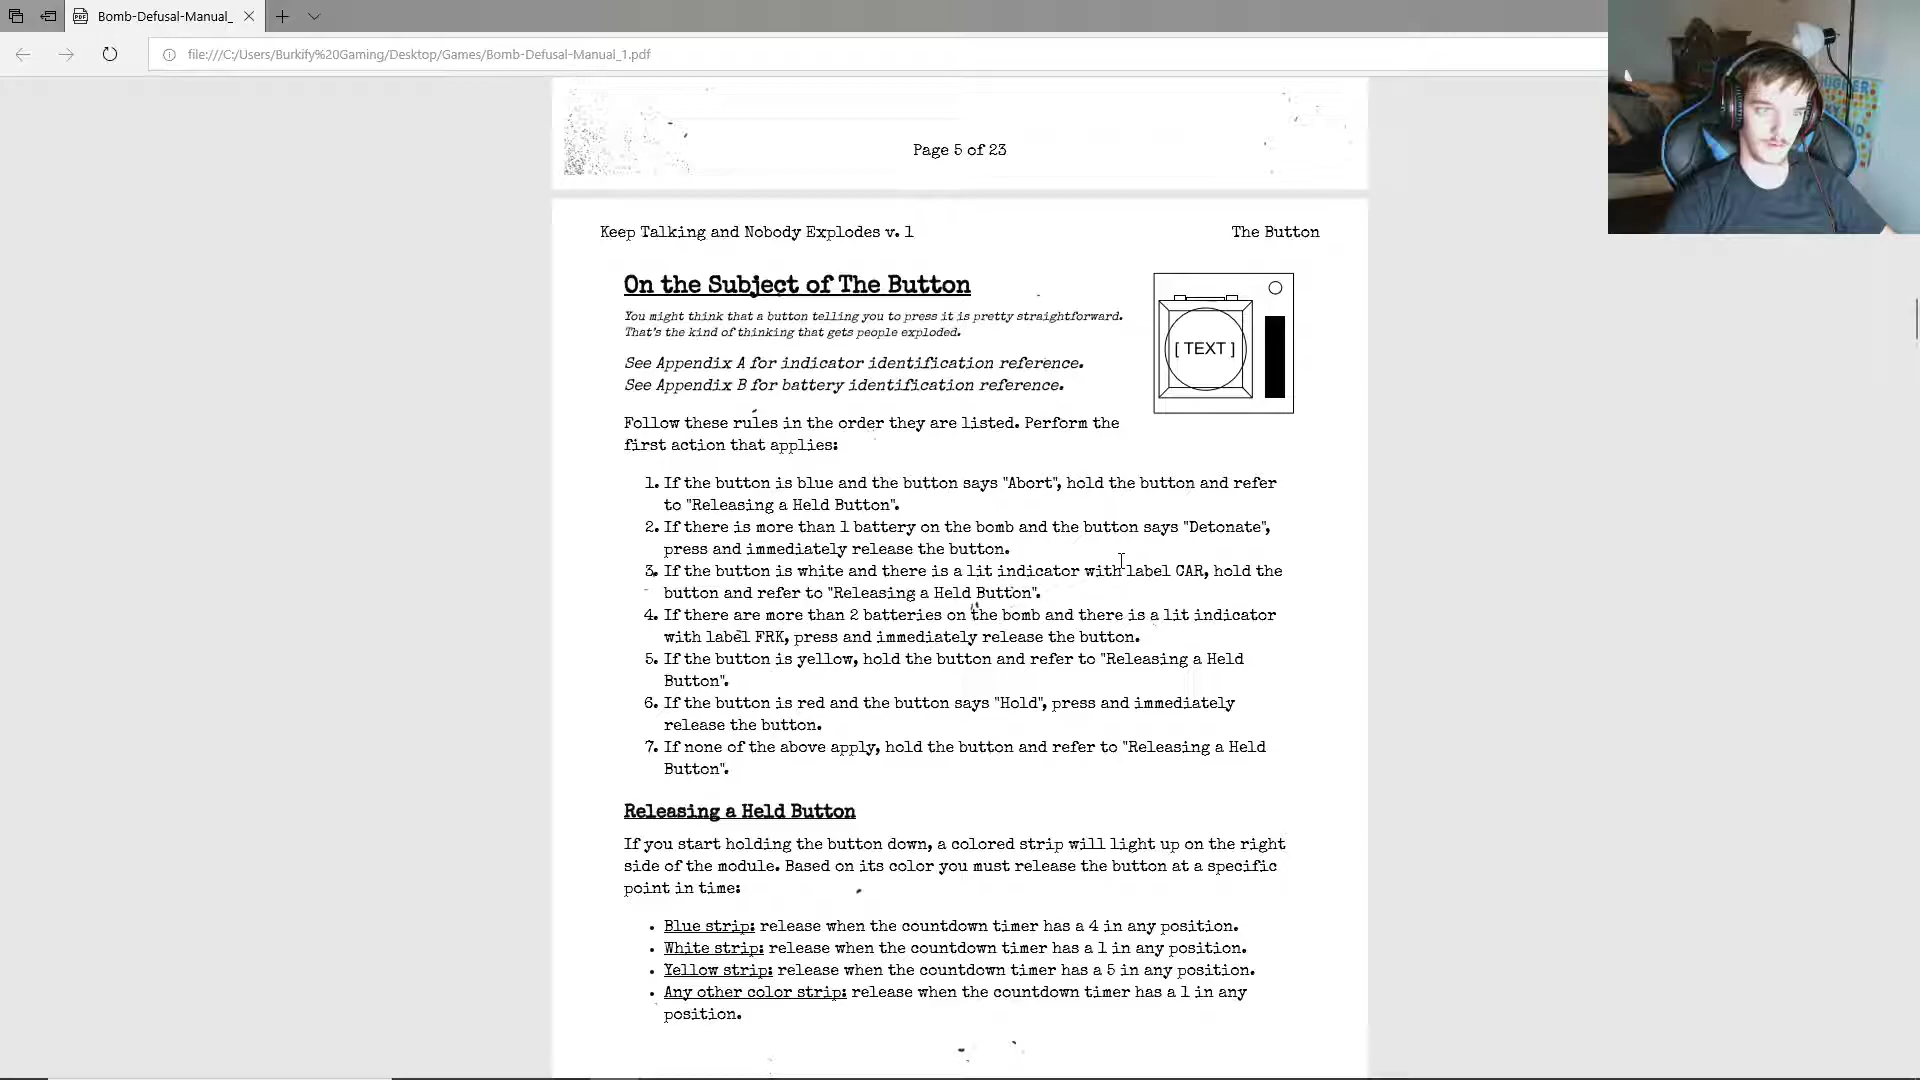 Bomb-Defusal-Manual_
file:///C:/Users/Burkify%20Gaming/Desktop/Games/Bomb-Defusal-Manual_1.pdf
Page 5 of 23
Keep Talking and Nobody Explodes v. 1
The Button
On the Subject of The Button
You might think that a button telling you to press it is pretty straightforward.
That's the kind of thinking that gets people exploded.
See Appendix A for indicator identification reference.
See Appendix B for battery identification reference.
[ TEXT ]
Follow these rules in the order they are listed. Perform the
first action that applies:
1. If the button is blue and the button says "Abort", hold the button and refer
to "Releasing a Held Button".
2. If there is more than 1 battery on the bomb and the button says "Detonate",
press and immediately release the button.
3. If the button is white and there is a lit indicator with label CAR, hold the
button and refer to "Releasing a Held Button".
4. If there are more than 2 batteries on the bomb and there is a lit indicator
with label FRK, press and immediately release the button.
5. If the button is yellow, hold the button and refer to "Releasing a Held
Button".
6. If the button is red and the button says "Hold", press and immediately
release the button.
7. If none of the above apply, hold the button and refer to "Releasing a Held
Button".
Releasing a Held Button
If you start holding the button down, a colored strip will light up on the right
side of the module. Based on its color you must release the button at a specific
point in time:
• Blue strip: release when the countdown timer has a 4 in any position.
• White strip: release when the countdown timer has a 1 in any position.
• Yellow strip: release when the countdown timer has a 5 in any position.
• Any other color strip: release when the countdown timer has a 1 in any
position.